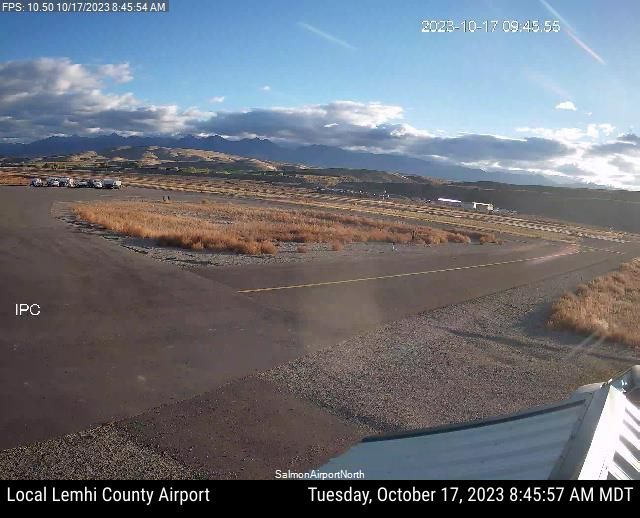 FPS: 10.50 10/17/2023 8:45:54 AM
2023-10-17 09:45:55
IPC
SalmonAirportNorth
Local Lemhi County Airport Tuesday, October 17, 2023 8:45:57 AM MDT